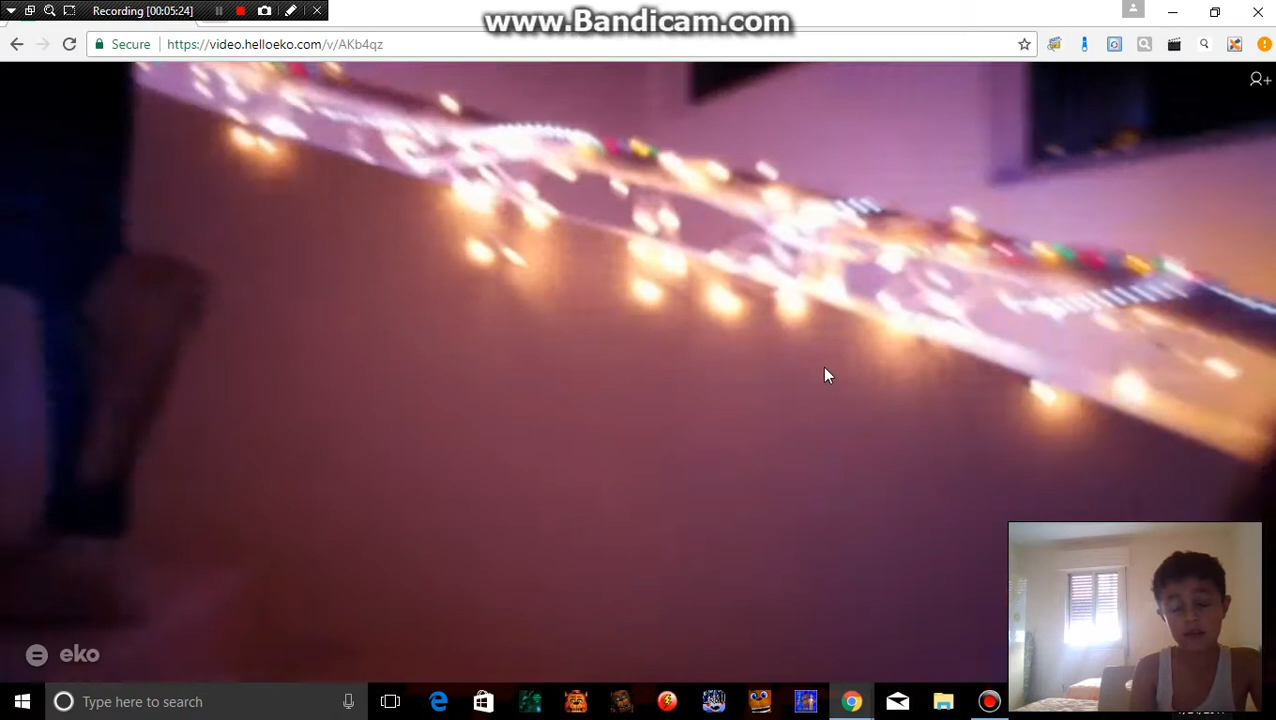 Recording [00:05:24]
www.Bandicam.com
Secure
https://video.helloeko.com/v/AKb4qz
eko
Type here to search